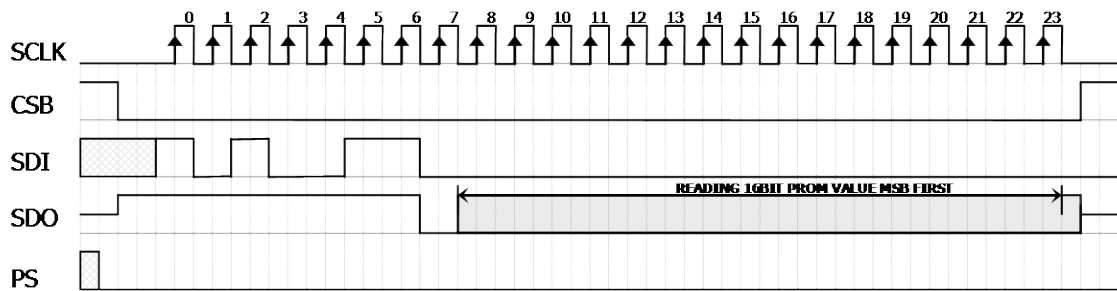 0 1 2 3 4 5 6 7 8 9 10 11 12 13 14 15 16 17 18 19 20 21 22 23
SCLK
CSB
SDI
READING 16BIT PROM VALUE MSB FIRST
SDO
PS